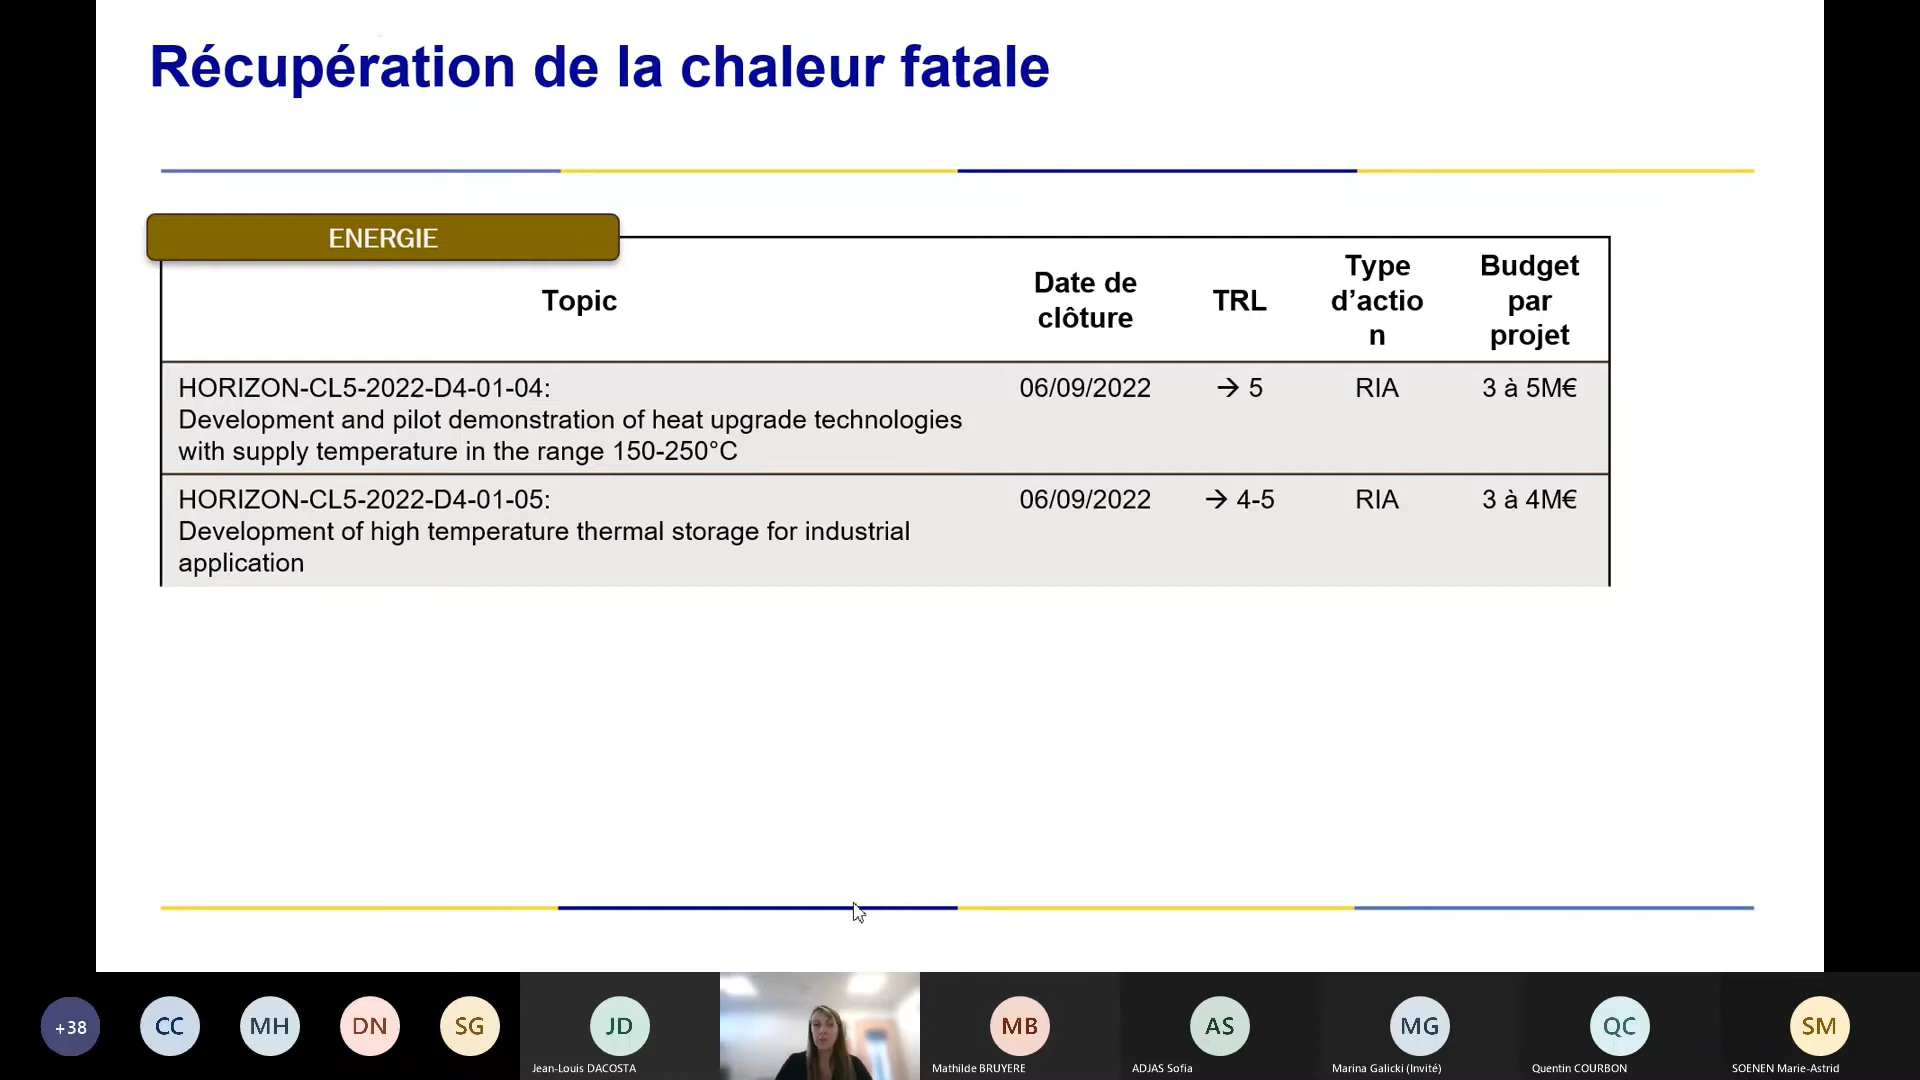 Récupération de la chaleur fatale
ENERGIE
Topic
Date de
clôture
TRL
Type
d’actio
n
Budget
par
projet
HORIZON-CL5-2022-D4-01-04:
Development and pilot demonstration of heat upgrade technologies
with supply temperature in the range 150-250°C
06/09/2022
→ 5
RIA
3 à 5M€
HORIZON-CL5-2022-D4-01-05:
Development of high temperature thermal storage for industrial
application
06/09/2022
→ 4-5
RIA
3 à 4M€
+38
CC
MH
DN
SG
JD
Jean-Louis DACOSTA
MB
Mathilde BRUYERE
AS
ADJAS Sofia
MG
Marina Galicki (Invité)
QC
Quentin COURBON
SM
SOENEN Marie-Astrid